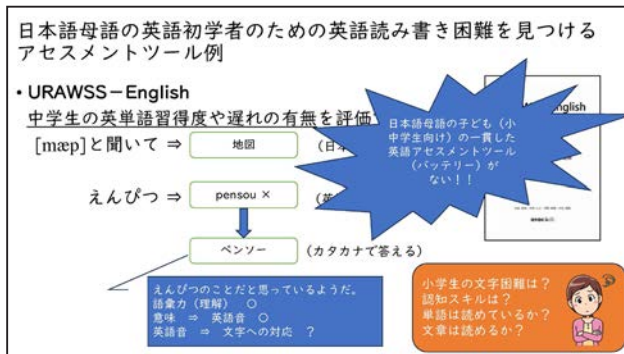 日本語母語の英語初学者のための英語読み書き困難を見つける
アセスメントツール例
• URAWSS－English
中学生の英単語習得度や遅れの有無を評価
[mæp]と聞いて ⇒ 地図 （日本
えんぴつ ⇒ pensou × （英
ペンソー （カタカナで答える）
えんぴつのことだと思っているようだ。
語彙力（理解） ○
意味 ⇒ 英語音 ○
英語音 ⇒ 文字への対応 ？
日本語母語の子ども（小
中学生向け）の一貫した
英語アセスメントツール
（バッテリー）が
ない！！
English
小学生の文字困難は？
認知スキルは？
単語は読めているか？
文章は読めるか？